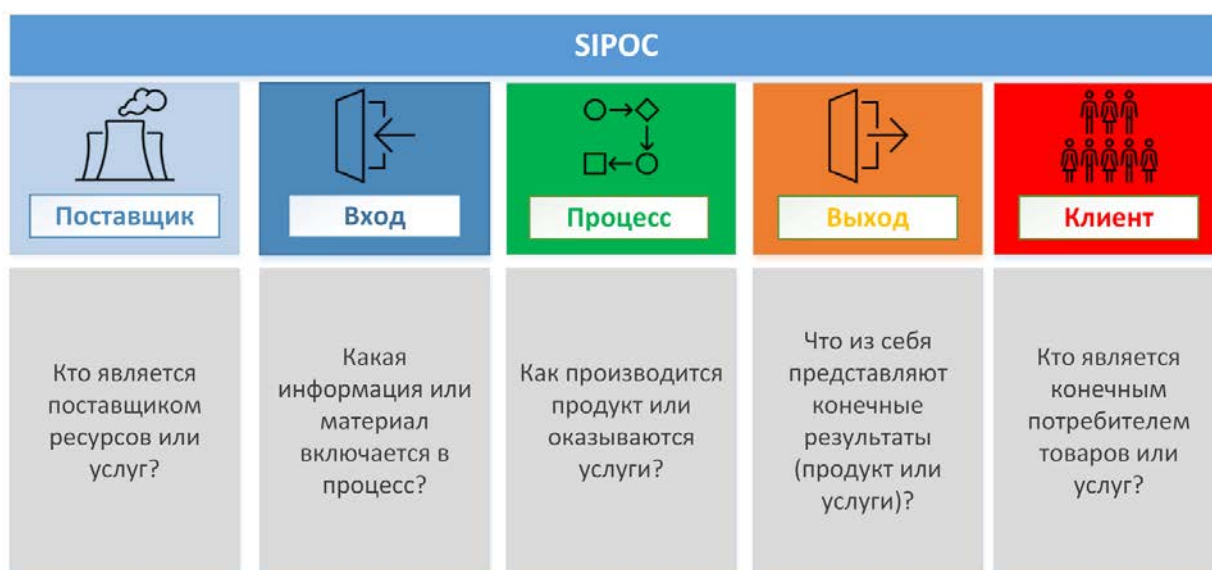 SIPOC
Поставщик
Вход
Процесс
Выход
Клиент
Кто является
поставщиком
ресурсов или
услуг?
Какая
информация или
материал
включается в
процесс?
Как производится
продукт или
оказываются
услуги?
Что из себя
представляют
конечные
результаты
(продукт или
услуги)?
Кто является
конечным
потребителем
товаров или
услуг?